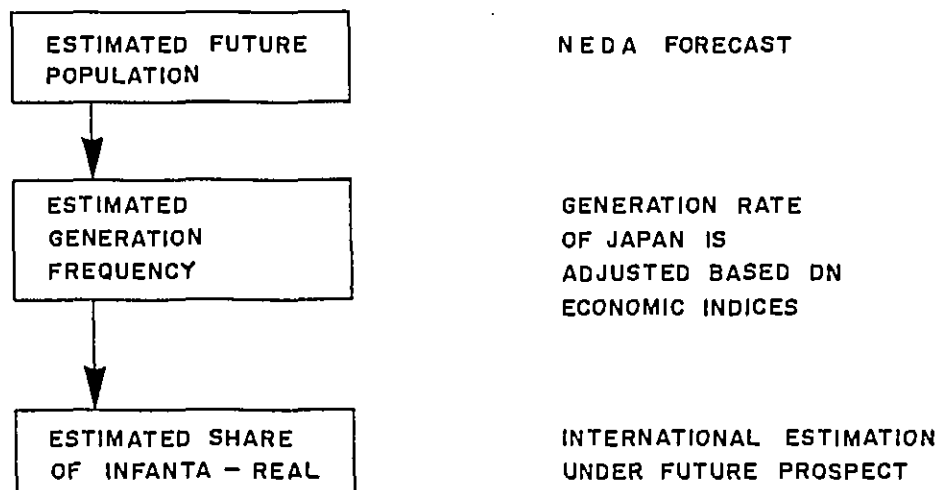 ESTIMATED FUTURE
POPULATION
NEDA FORECAST
ESTIMATED
GENERATION
FREQUENCY
GENERATION RATE
OF JAPAN IS
ADJUSTED BASED DN
ECONOMIC INDICES
ESTIMATED SHARE
OF INFANTA - REAL
INTERNATIONAL ESTIMATION
UNDER FUTURE PROSPECT